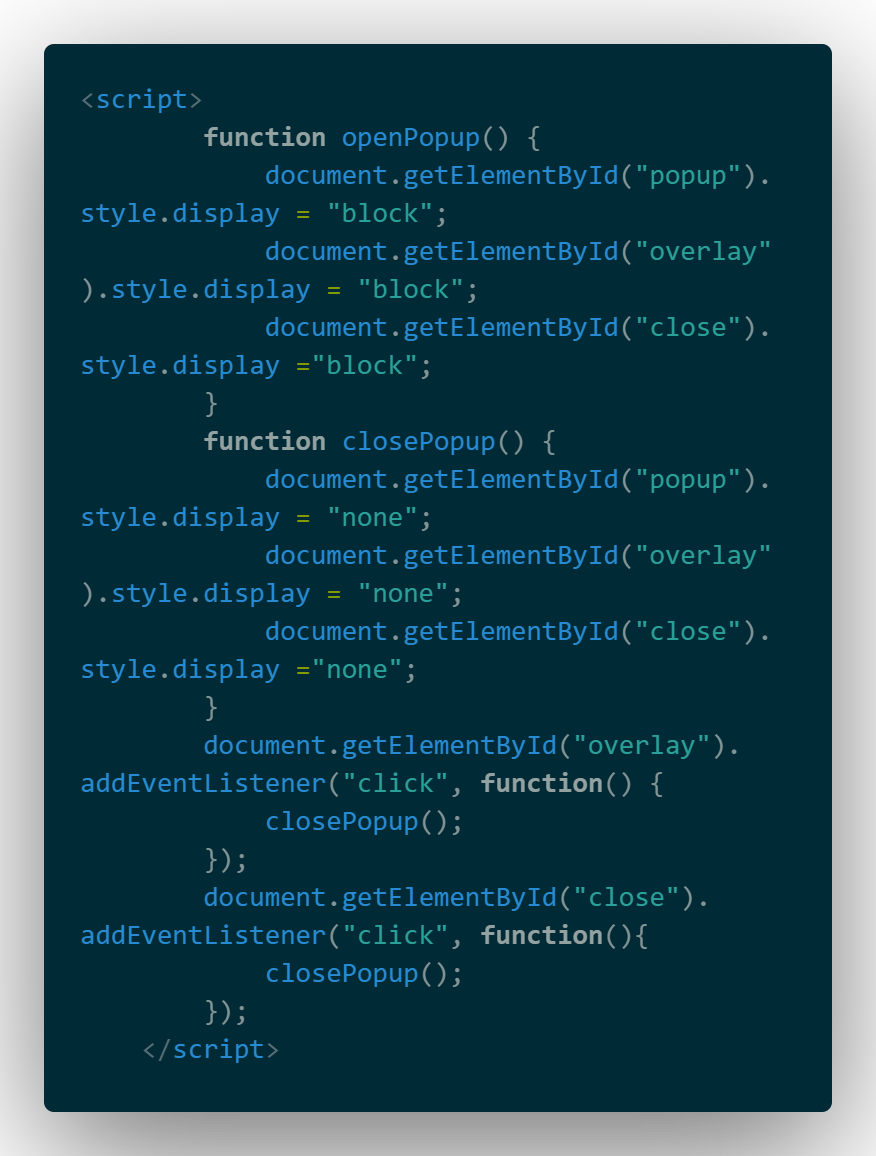 <script>
        function openPopup() {
            document.getElementById("popup").
style.display = "block";
            document.getElementById("overlay"
).style.display = "block";
            document.getElementById("close").
style.display ="block";
        }
        function closePopup() {
            document.getElementById("popup").
style.display = "none";
            document.getElementById("overlay"
).style.display = "none";
            document.getElementById("close").
style.display ="none";
        }
        document.getElementById("overlay").
addEventListener("click", function() {
            closePopup();
        });
        document.getElementById("close").
addEventListener("click", function(){
            closePopup();
        });
    </script>